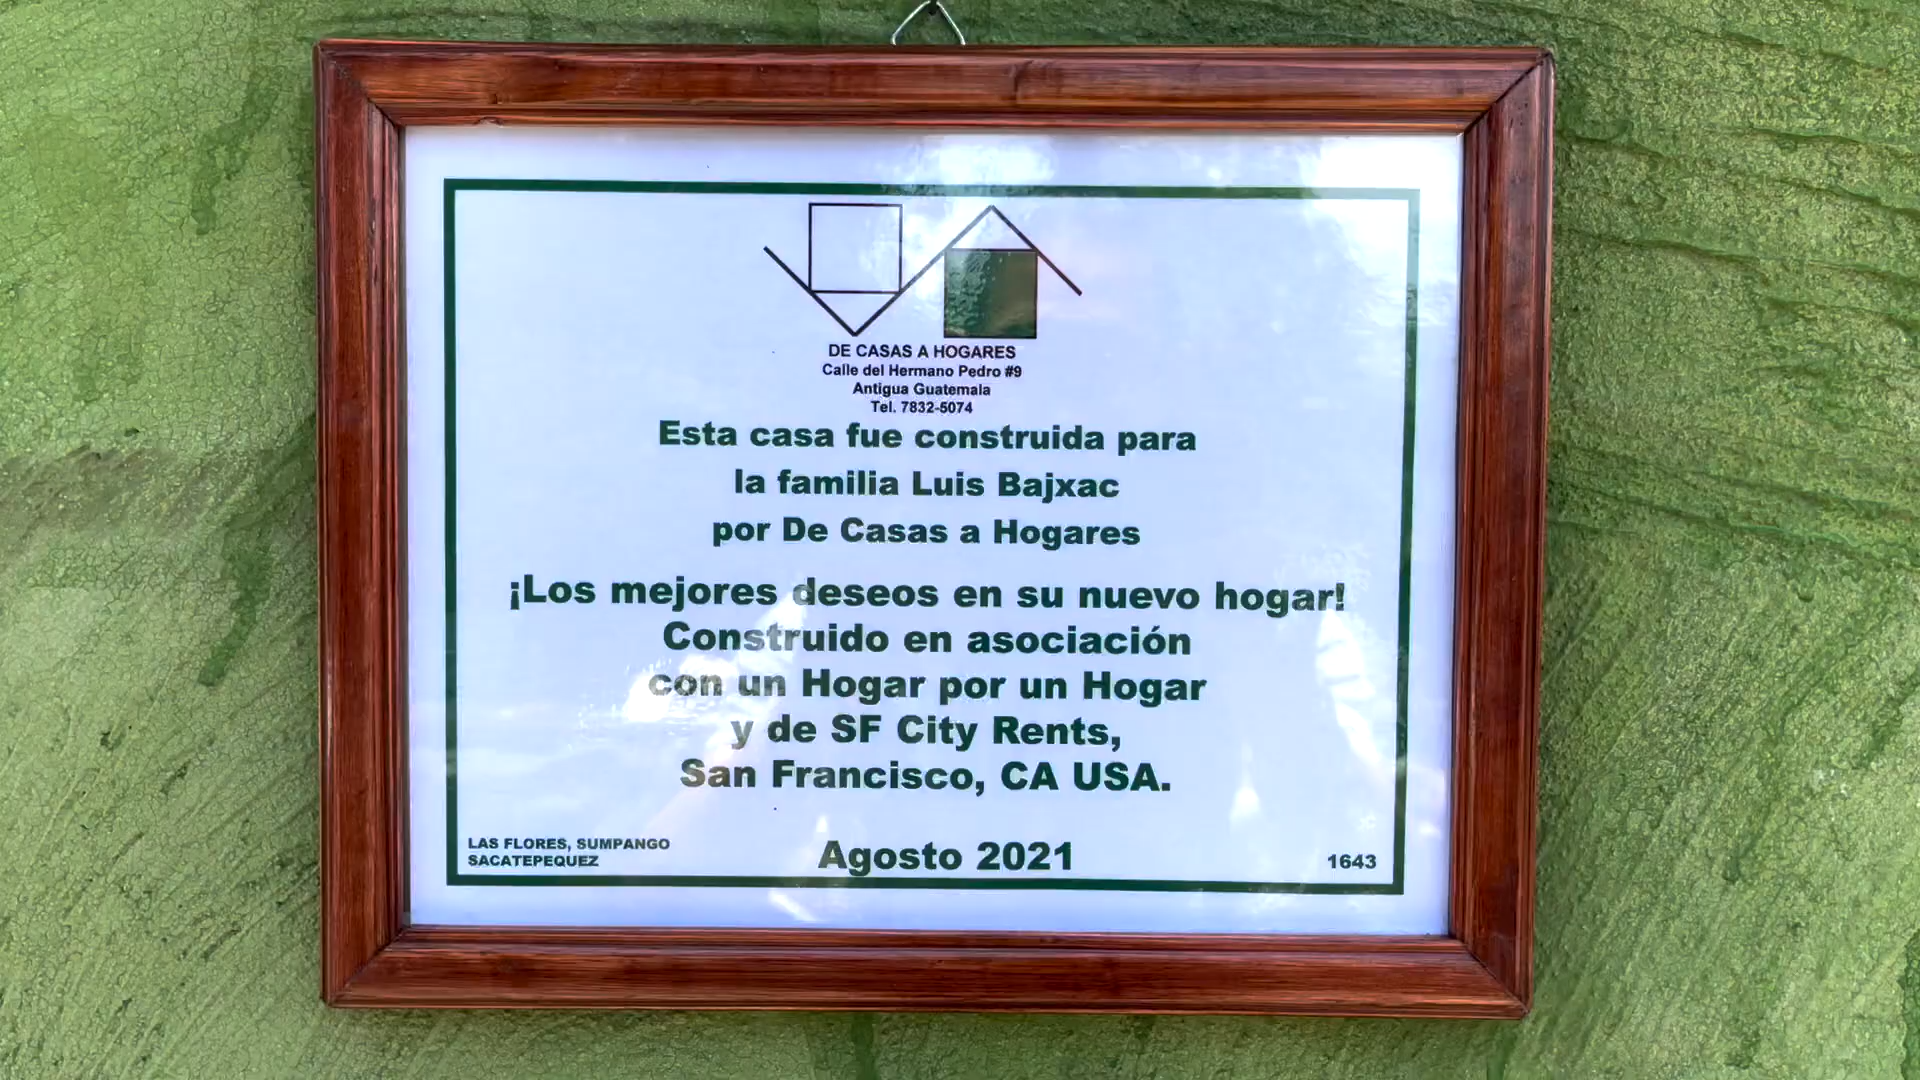 DE CASAS A HOGARES
Calle del Hermano Pedro #9
Antigua Guatemala
Tel. 7832-5074
Esta casa fue construida para
la familia Luis Bajxac
por De Casas a Hogares
¡Los mejores deseos en su nuevo hogar!
Construido en asociación
con un Hogar por un Hogar
y de SF City Rents,
San Francisco, CA USA.
LAS FLORES, SUMPANGO
SACATEPEQUEZ
Agosto 2021
1643